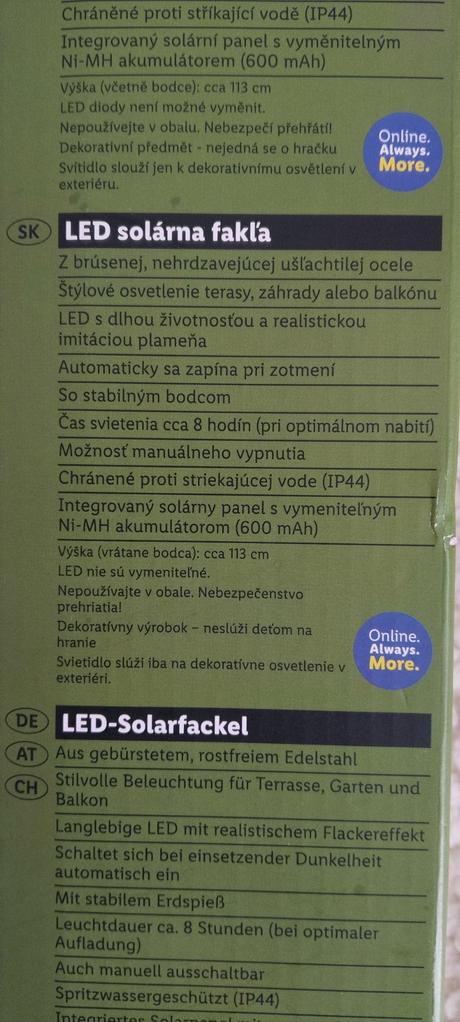 Chráněné proti stříkající vodě (IP44)
Integrovaný solární panel s vyměnitelným
Ni-MH akumulátorem (600 mAh)
Výška (včetně bodce): cca 113 cm
LED diody není možné vyměnit.
Nepoužívejte v obalu. Nebezpečí přehřátí!
Dekorativní předmět - nejedná se o hračku
Svítidlo slouží jen k dekorativnímu osvětlení v
exteriéru.
Online.
Always.
More.
SK
LED solárna fakľa
Z brúsenej, nehrdzavejúcej ušľachtilej ocele
Štýlové osvetlenie terasy, záhrady alebo balkónu
LED s dlhou životnosťou a realistickou
imitáciou plameňa
Automaticky sa zapína pri zotmení
So stabilným bodcom
Čas svietenia cca 8 hodín (pri optimálnom nabití)
Možnosť manuálneho vypnutia
Chránené proti striekajúcej vode (IP44)
Integrovaný solárny panel s vymeniteľným
Ni-MH akumulátorom (600 mAh)
Výška (vrátane bodca): cca 113 cm
LED nie sú vymeniteľné.
Nepoužívajte v obale. Nebezpečenstvo
prehriatia!
Dekoratívny výrobok – neslúži deťom na
hranie
Svietidlo slúži iba na dekoratívne osvetlenie v
exteriéri.
Online.
Always.
More.
DE
LED-Solarfackel
AT
Aus gebürstetem, rostfreiem Edelstahl
CH
Stilvolle Beleuchtung für Terrasse, Garten und
Balkon
Langlebige LED mit realistischem Flackereffekt
Schaltet sich bei einsetzender Dunkelheit
automatisch ein
Mit stabilem Erdspieß
Leuchtdauer ca. 8 Stunden (bei optimaler
Aufladung)
Auch manuell ausschaltbar
Spritzwassergeschützt (IP44)
Integriertes Solarpanel mit